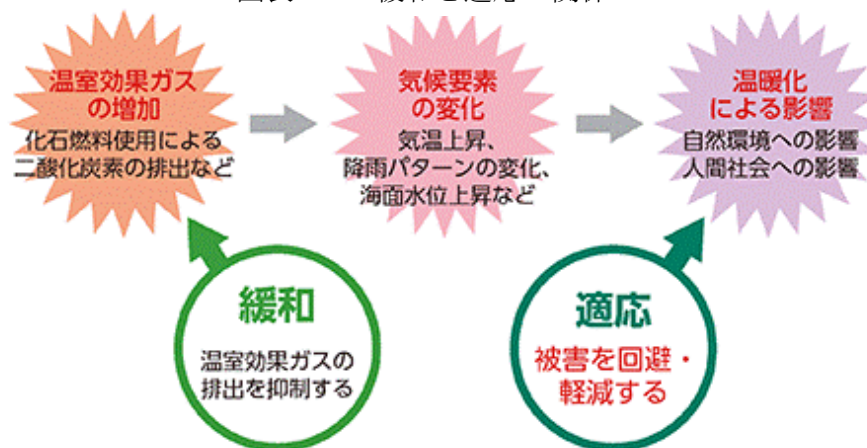 温室効果ガス
の増加
化石燃料使用による
二酸化炭素の排出など
気候要素
の変化
気温上昇、
降雨パターンの変化、
海面水位上昇など
温暖化
による影響
自然環境への影響
人間社会への影響
緩和
温室効果ガスの
排出を抑制する
適応
被害を回避・
軽減する